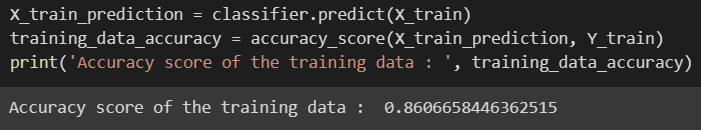 X_train_prediction = classifier.predict(X_train)
training_data_accuracy = accuracy_score(X_train_prediction, Y_train)
print('Accuracy score of the training data : ', training_data_accuracy)
Accuracy score of the training data :  0.8606658446362515